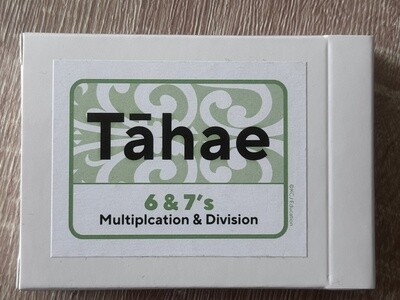 Tāhae
6 & 7's
Multiplcation & Division